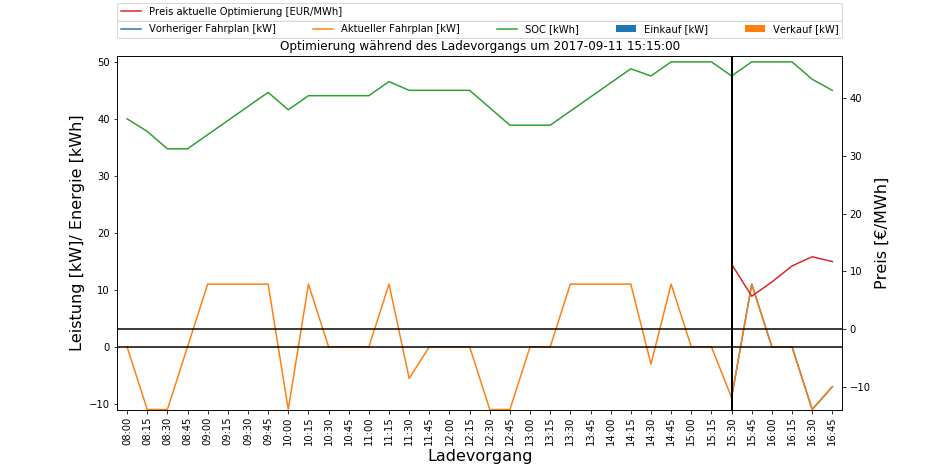 Preis aktuelle Optimierung [EUR/MWh]
Vorheriger Fahrplan [kW] Aktueller Fahrplan [kW] SOC [kWh] Einkauf [kW] Verkauf [kW]
Optimierung während des Ladevorgangs um 2017-09-11 15:15:00
Leistung [kW]/ Energie [kWh]
50
40
30
20
10
0
−10
40
30
20
10
0
−10
Preis [€/MWh]
08:00 08:15 08:30 08:45 09:00 09:15 09:30 09:45 10:00 10:15 10:30 10:45 11:00 11:15 11:30 11:45 12:00 12:15 12:30 12:45 13:00 13:15 13:30 13:45 14:00 14:15 14:30 14:45 15:00 15:15 15:30 15:45 16:00 16:15 16:30 16:45
Ladevorgang